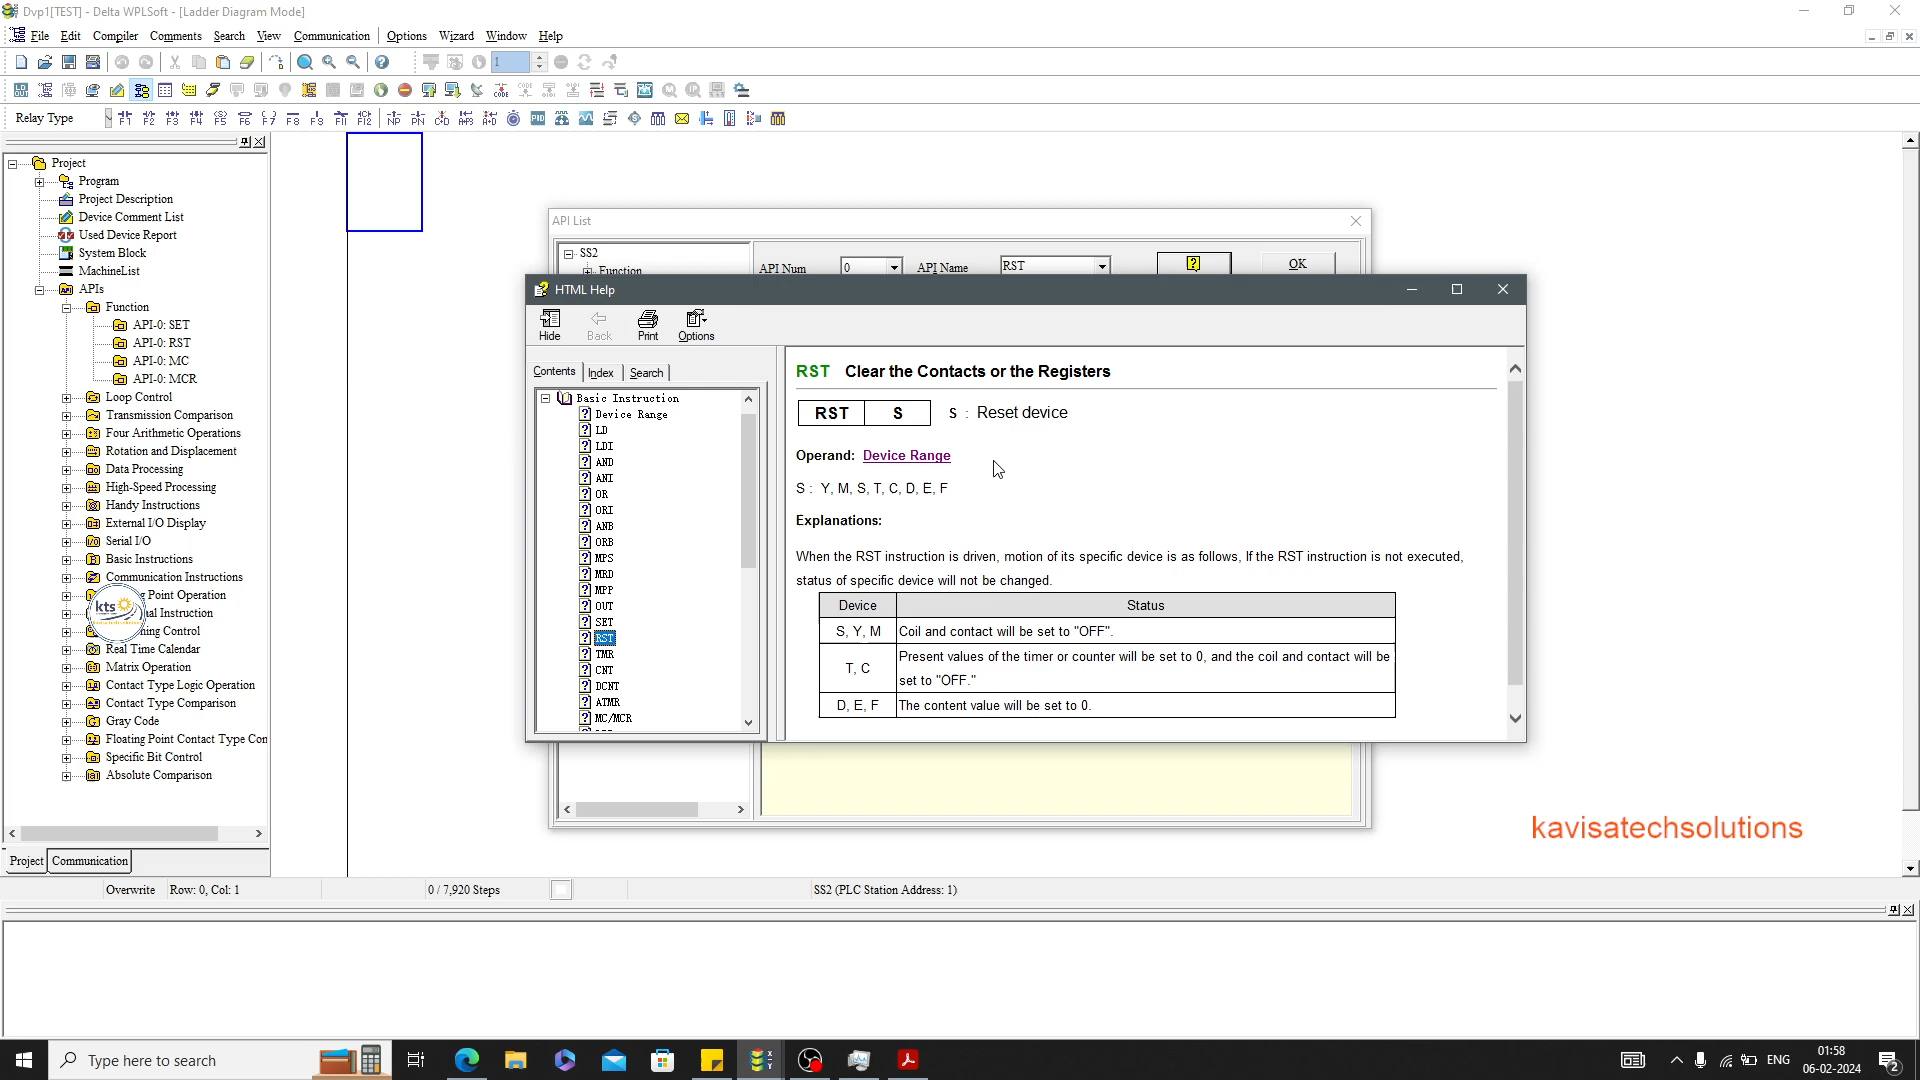 Dvp1[TEST] - Delta WPLSoft - [Ladder Diagram Mode]
File Edit Compiler Comments Search View Communication Options Wizard Window Help
1
Relay Type
Project
Program
Project Description
Device Comment List
Used Device Report
System Block
MachineList
APIs
Function
API-0: SET
API-0: RST
API-0: MC
API-0: MCR
Loop Control
Transmission Comparison
Four Arithmetic Operations
Rotation and Displacement
Data Processing
High-Speed Processing
Handy Instructions
External I/O Display
Serial I/O
Basic Instructions
Communication Instructions
g Point Operation
nal Instruction
ning Control
Real Time Calendar
Matrix Operation
Contact Type Logic Operation
Contact Type Comparison
Gray Code
Floating Point Contact Type Con
Specific Bit Control
Absolute Comparison
kts
Project Communication
API List
SS2
Function
API Num 0 API Name RST OK
HTML Help
Hide Back Print Options
Contents Index Search
Basic Instruction
Device Range
LD
LDI
AND
ANI
OR
ORI
ANB
ORB
MPS
MRD
MPP
OUT
SET
RST
TMR
CNT
DCNT
ATMR
MC/MCR
RST Clear the Contacts or the Registers
RST S S : Reset device
Operand: Device Range
S : Y, M, S, T, C, D, E, F
Explanations:
When the RST instruction is driven, motion of its specific device is as follows, If the RST instruction is not executed,
status of specific device will not be changed.
Device Status
S, Y, M Coil and contact will be set to "OFF".
T, C Present values of the timer or counter will be set to 0, and the coil and contact will be
set to "OFF."
D, E, F The content value will be set to 0.
kavisatechsolutions
Overwrite Row: 0, Col: 1 0 / 7,920 Steps SS2 (PLC Station Address: 1)
Type here to search
ENG
01:58
06-02-2024
2